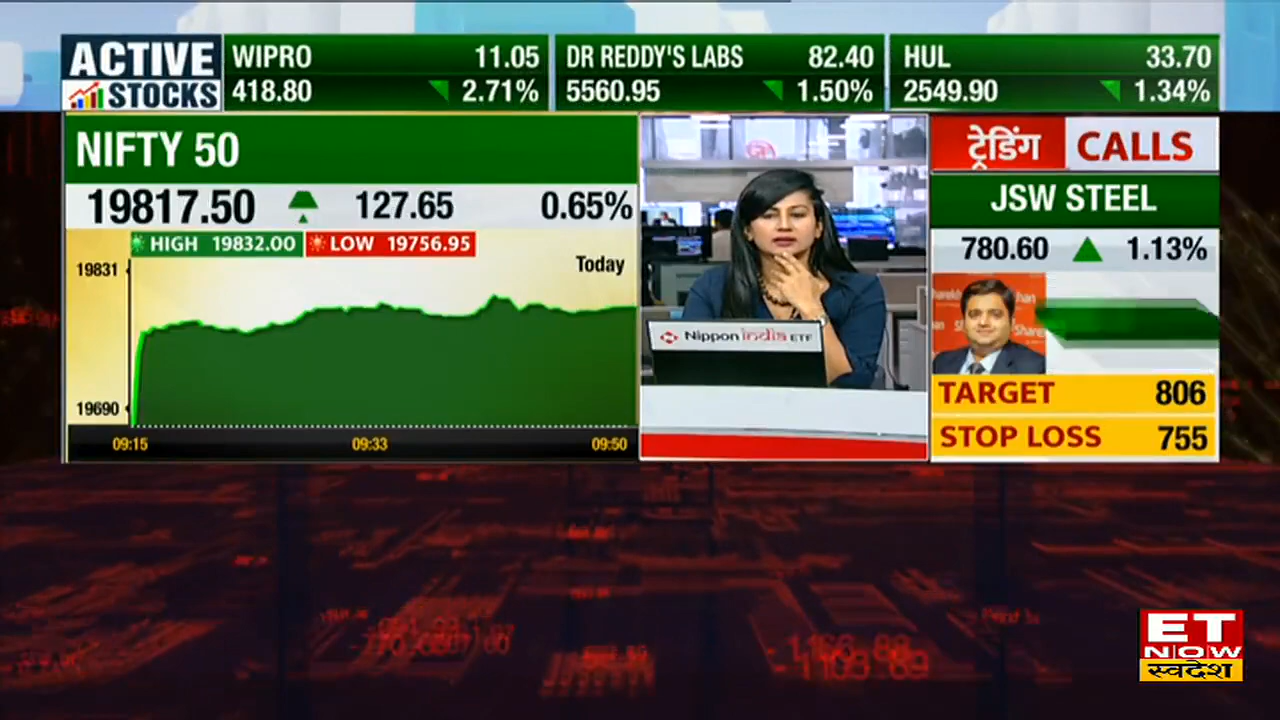 ACTIVE STOCKS
WIPRO 11.05
418.80 2.71%
DR REDDY'S LABS 82.40
5560.95 1.50%
HUL 33.70
2549.90 1.34%
NIFTY 50
19817.50 127.65 0.65%
HIGH 19832.00 LOW 19756.95
Today
19831
19690
09:15 09:33 09:50
Nippon india ETF
ट्रेडिंग CALLS
JSW STEEL
780.60 1.13%
TARGET 806
STOP LOSS 755
ET
NOW
स्वदेश